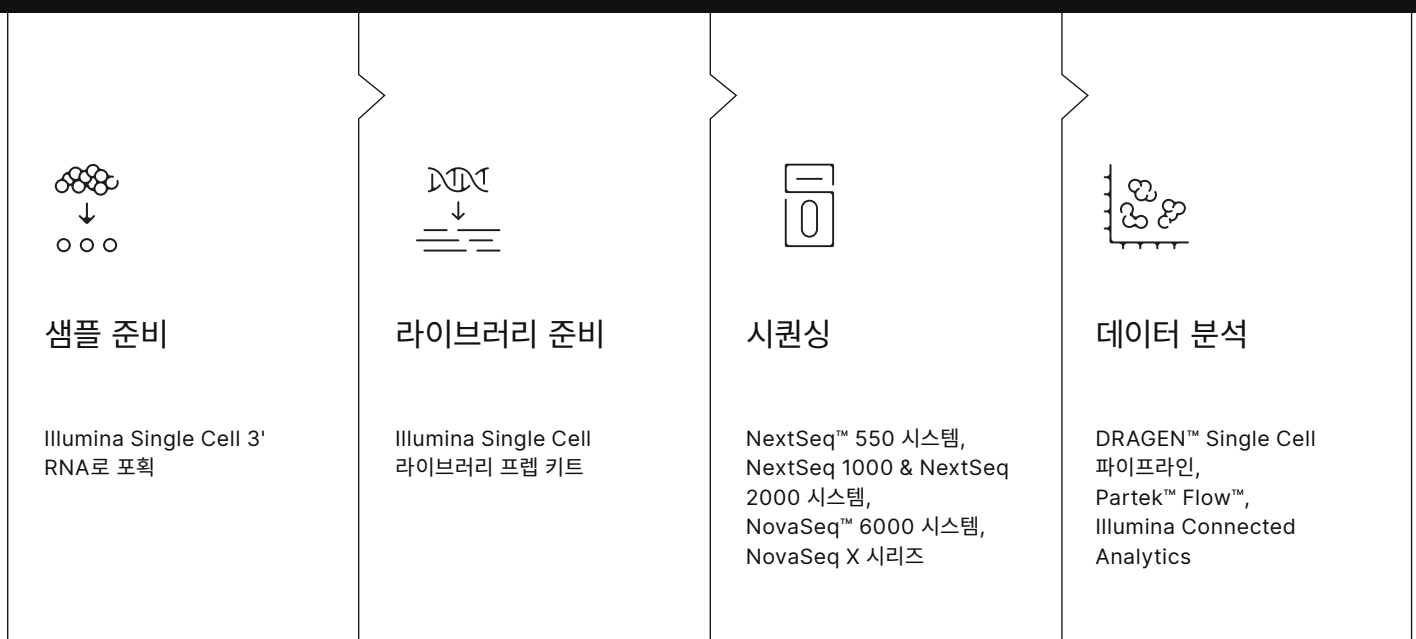 샘플 준비
Illumina Single Cell 3'
RNA로 포획
라이브러리 준비
Illumina Single Cell
라이브러리 프렙 키트
시퀀싱
NextSeq™ 550 시스템,
NextSeq 1000 & NextSeq
2000 시스템,
NovaSeq™ 6000 시스템,
NovaSeq X 시리즈
데이터 분석
DRAGEN™ Single Cell
파이프라인,
Partek™ Flow™,
Illumina Connected
Analytics